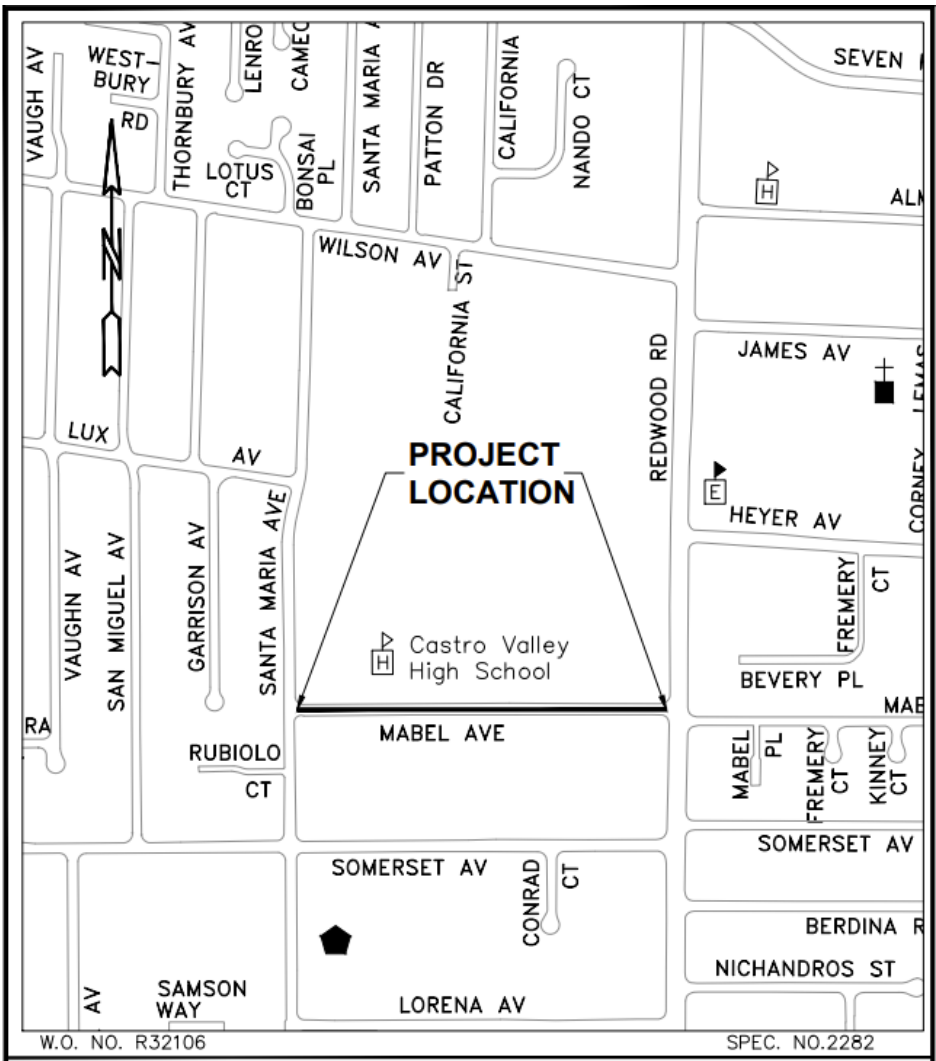 WEST-
BURY
RD
VAUGH AV
THORNBURY AV
LENRO
CAMEO
LOTUS
CT
BONSAI
PL
SANTA MARIA A
PATTON DR
CALIFORNIA
NANDO CT
SEVEN
H
ALM
WILSON AV
CALIFORNIA ST
N
REDWOOD RD
JAMES AV
CORNEY
LEMAS
LUX
AV
PROJECT
LOCATION
E
HEYER AV
VAUGHN AV
SAN MIGUEL AV
GARRISON AV
SANTA MARIA AVE
FREMERY
CT
H
Castro Valley
High School
BEVERY PL
RA
MABEL AVE
MAB
RUBIOLO
CT
MABEL
PL
FREMERY
CT
KINNEY
CT
SOMERSET AV
SOMERSET AV
CONRAD
CT
BERDINA R
NICHANDROS ST
AV
SAMSON
WAY
LORENA AV
W.O. NO. R32106
SPEC. NO.2282